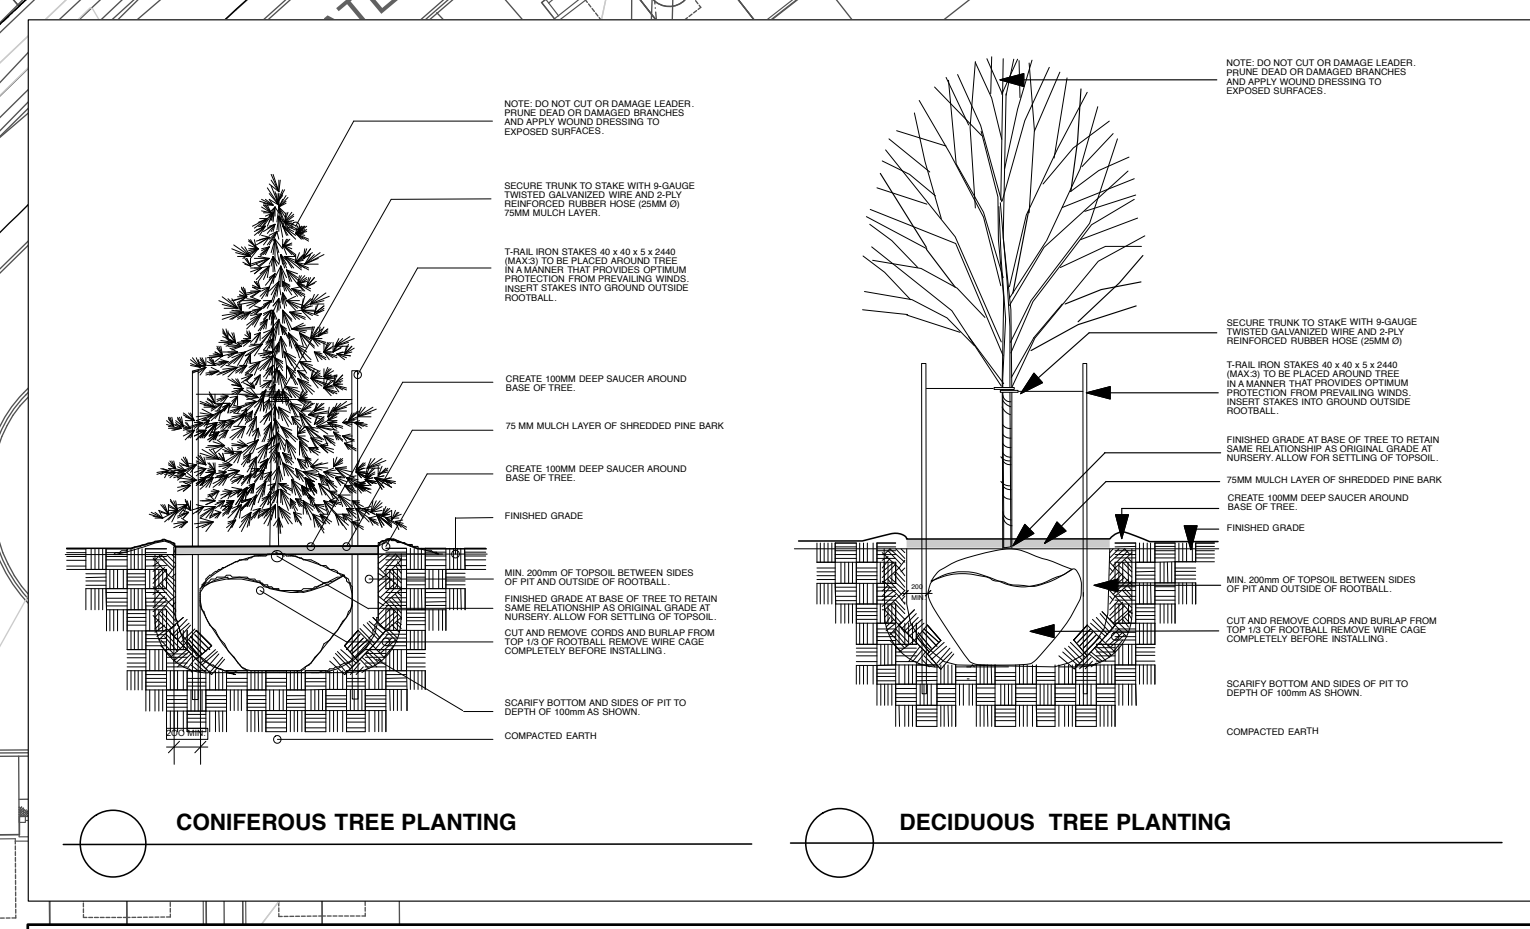 NOTE: DO NOT CUT OR DAMAGE LEADER.
PRUNE DEAD OR DAMAGED BRANCHES
AND APPLY WOUND DRESSING TO
EXPOSED SURFACES.
SECURE TRUNK TO STAKE WITH 9-GAUGE
TWISTED GALVANIZED WIRE AND 2-PLY
REINFORCED RUBBER HOSE (25MM Ø)
75MM MULCH LAYER.
T-RAIL IRON STAKES 40 x 40 x 5 x 2440
(MAX:3) TO BE PLACED AROUND TREE
IN A MANNER THAT PROVIDES OPTIMUM
PROTECTION FROM PREVAILING WINDS.
INSERT STAKES INTO GROUND OUTSIDE
ROOTBALL.
CREATE 100MM DEEP SAUCER AROUND
BASE OF TREE.
75 MM MULCH LAYER OF SHREDDED PINE BARK
CREATE 100MM DEEP SAUCER AROUND
BASE OF TREE.
FINISHED GRADE
MIN. 200mm OF TOPSOIL BETWEEN SIDES
OF PIT AND OUTSIDE OF ROOTBALL.
FINISHED GRADE AT BASE OF TREE TO RETAIN
SAME RELATIONSHIP AS ORIGINAL GRADE AT
NURSERY. ALLOW FOR SETTLING OF TOPSOIL.
CUT AND REMOVE CORDS AND BURLAP FROM
TOP 1/3 OF ROOTBALL REMOVE WIRE CAGE
COMPLETELY BEFORE INSTALLING.
SCARIFY BOTTOM AND SIDES OF PIT TO
DEPTH OF 100mm AS SHOWN.
COMPACTED EARTH
200 MIN.
CONIFEROUS TREE PLANTING
NOTE: DO NOT CUT OR DAMAGE LEADER.
PRUNE DEAD OR DAMAGED BRANCHES
AND APPLY WOUND DRESSING TO
EXPOSED SURFACES.
SECURE TRUNK TO STAKE WITH 9-GAUGE
TWISTED GALVANIZED WIRE AND 2-PLY
REINFORCED RUBBER HOSE (25MM Ø)
T-RAIL IRON STAKES 40 x 40 x 5 x 2440
(MAX:3) TO BE PLACED AROUND TREE
IN A MANNER THAT PROVIDES OPTIMUM
PROTECTION FROM PREVAILING WINDS.
INSERT STAKES INTO GROUND OUTSIDE
ROOTBALL.
FINISHED GRADE AT BASE OF TREE TO RETAIN
SAME RELATIONSHIP AS ORIGINAL GRADE AT
NURSERY. ALLOW FOR SETTLING OF TOPSOIL.
75MM MULCH LAYER OF SHREDDED PINE BARK
CREATE 100MM DEEP SAUCER AROUND
BASE OF TREE.
FINISHED GRADE
MIN. 200mm OF TOPSOIL BETWEEN SIDES
OF PIT AND OUTSIDE OF ROOTBALL.
200
MIN.
CUT AND REMOVE CORDS AND BURLAP FROM
TOP 1/3 OF ROOTBALL REMOVE WIRE CAGE
COMPLETELY BEFORE INSTALLING.
SCARIFY BOTTOM AND SIDES OF PIT TO
DEPTH OF 100mm AS SHOWN.
COMPACTED EARTH
DECIDUOUS TREE PLANTING